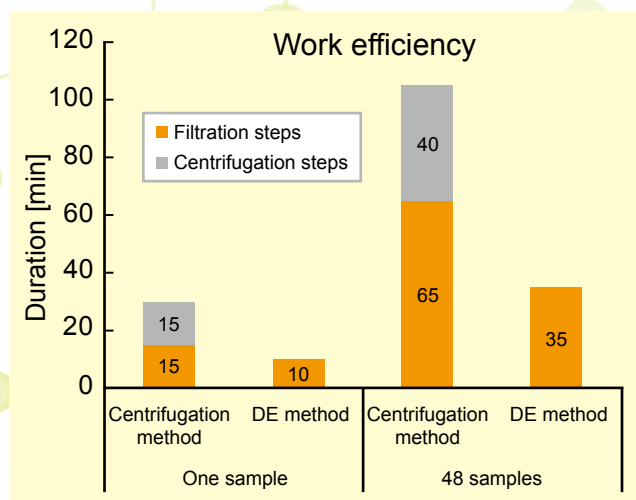 Work efficiency
Duration [min]
120
100
80
60
40
20
0
Filtration steps
Centrifugation steps
15
15
10
40
65
35
Centrifugation
method
DE method
Centrifugation
method
DE method
One sample
48 samples